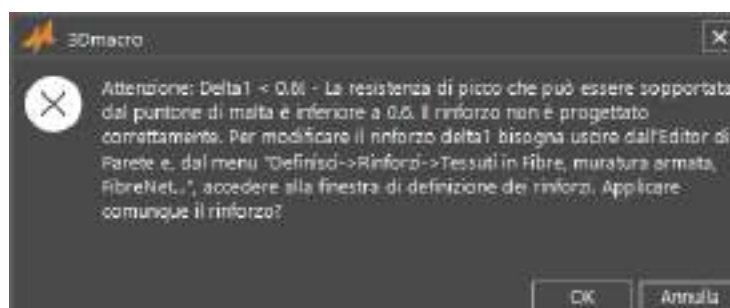 3Dmacro
Attenzione: Delta1 < 0.6! - La resistenza di picco che può essere sopportata
dal puntone di malta è inferiore a 0.6. Il rinforzo non è progettato
correttamente. Per modificare il rinforzo delta1 bisogna uscire dall'Editor di
Parete e, dal menu "Definisci->Rinforzi->Tessuti in Fibre, muratura armata,
FibreNet..", accedere alla finestra di definizione dei rinforzi. Applicare
comunque il rinforzo?
OK Annulla